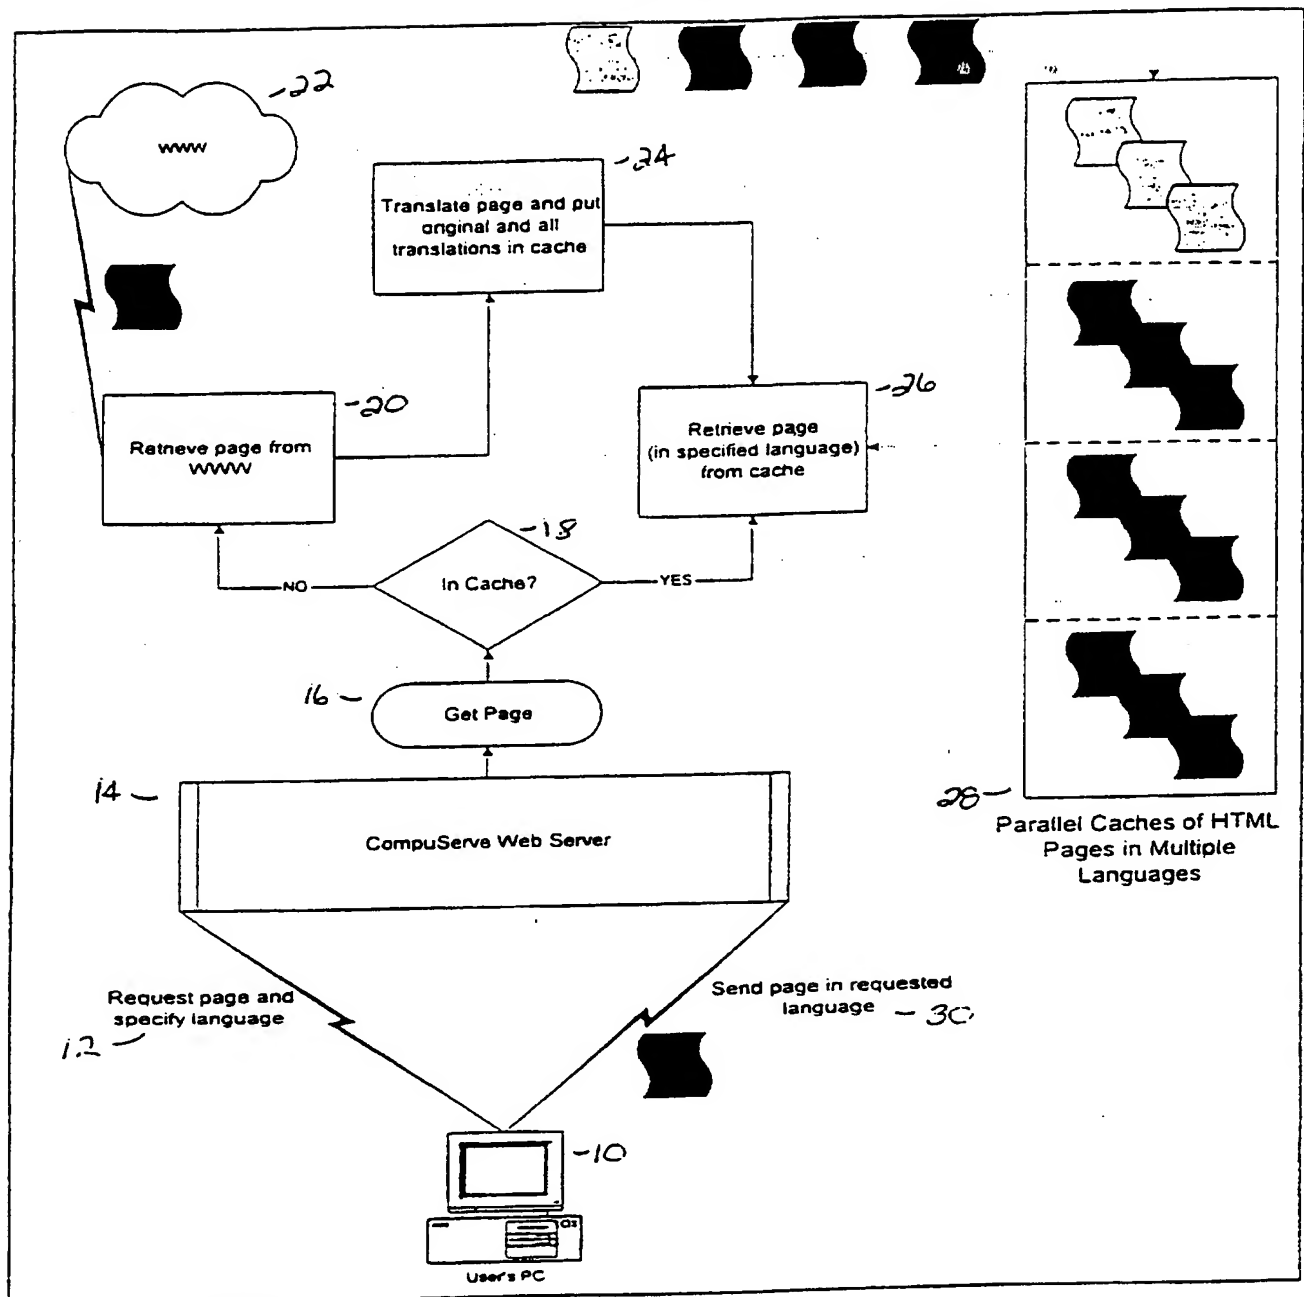 22
WWW
24
Translate page and put
original and all
translations in cache
20
Retrieve page from
WWW
26
Retrieve page
(in specified language)
from cache
18
In Cache?
NO
YES
16
Get Page
14
CompuServe Web Server
28
Parallel Caches of HTML
Pages in Multiple
Languages
Request page and
specify language
12
Send page in requested
language
30
10
User's PC